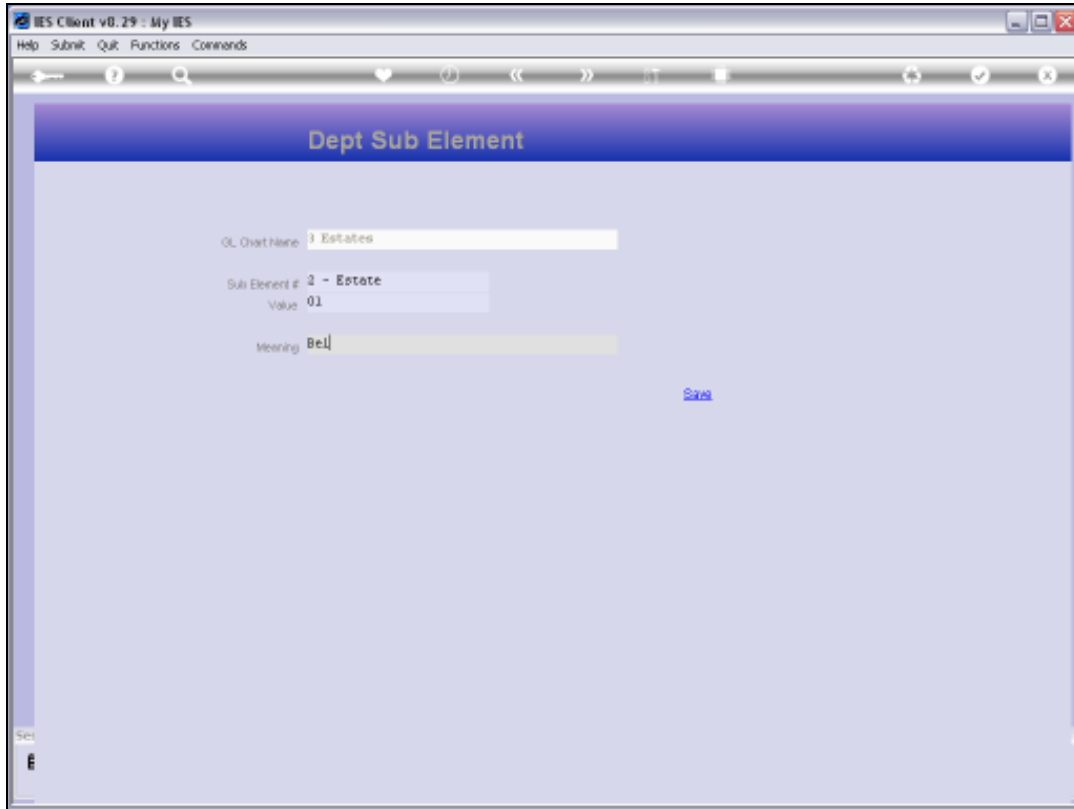 IES Client v8.29 : My IES
Help Submit Quit Functions Commands
Dept Sub Element
GL Chart Name 3 Estates
Sub Element # 2 - Estate
Value 01
Meaning Bel
Save
Ses